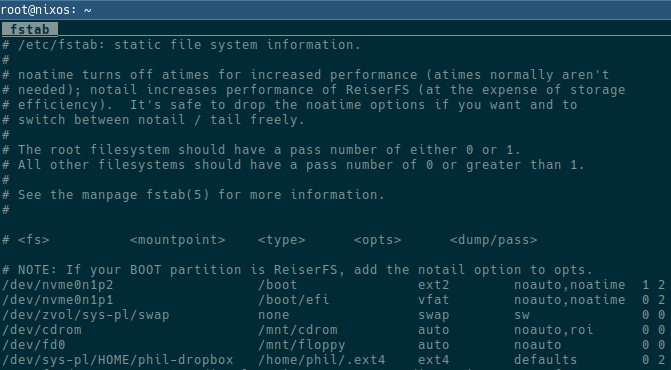 root@nixos: ~
fstab
# /etc/fstab: static file system information.
#
# noatime turns off atimes for increased performance (atimes normally aren't
# needed); notail increases performance of ReiserFS (at the expense of storage
# efficiency).  It's safe to drop the noatime options if you want and to
# switch between notail / tail freely.
#
# The root filesystem should have a pass number of either 0 or 1.
# All other filesystems should have a pass number of 0 or greater than 1.
#
# See the manpage fstab(5) for more information.
#
# <fs>          <mountpoint>    <type>      <opts>      <dump/pass>
# NOTE: If your BOOT partition is ReiserFS, add the notail option to opts.
/dev/nvme0n1p2                  /boot               ext2        noauto,noatime  1 2
/dev/nvme0n1p1                  /boot/efi           vfat        noauto,noatime  0 2
/dev/zvol/sys-pl/swap           none                swap        sw              0 0
/dev/cdrom                      /mnt/cdrom          auto        noauto,roi      0 0
/dev/fd0                        /mnt/floppy         auto        noauto          0 0
/dev/sys-pl/HOME/phil-dropbox   /home/phil/.ext4    ext4        defaults        0 2